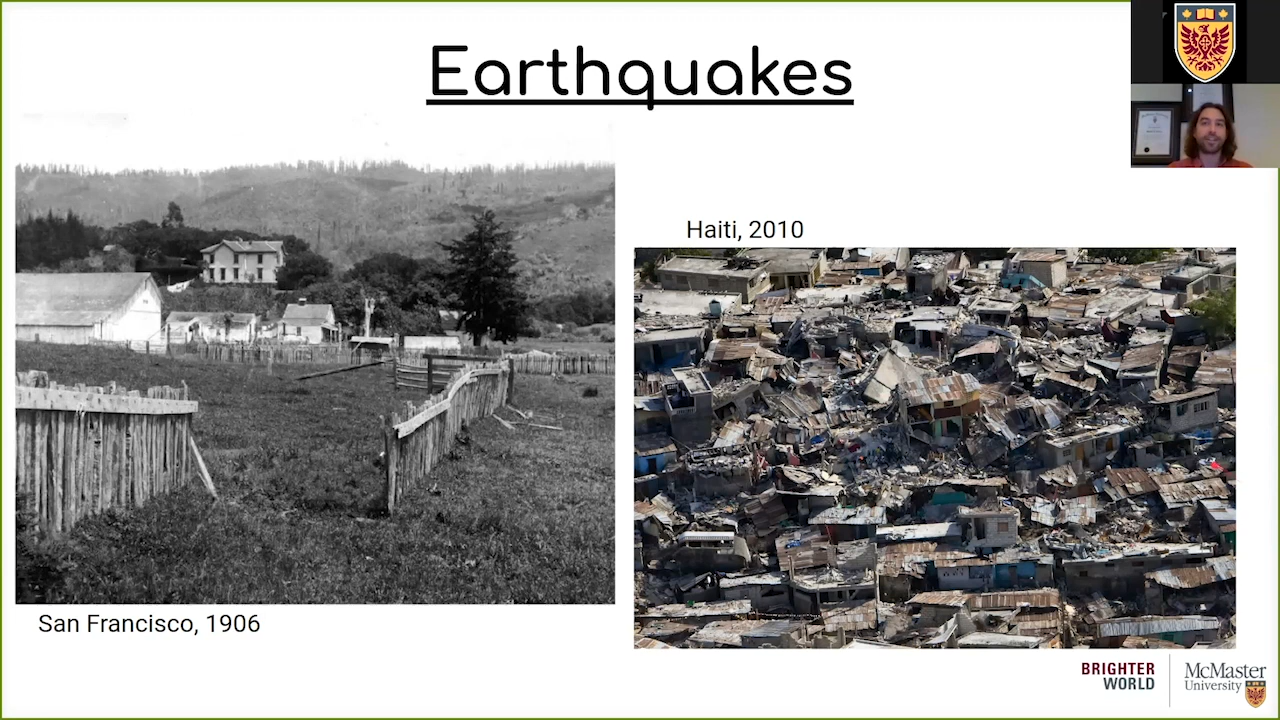 Earthquakes
Haiti, 2010
San Francisco, 1906
BRIGHTER
WORLD
McMaster
University